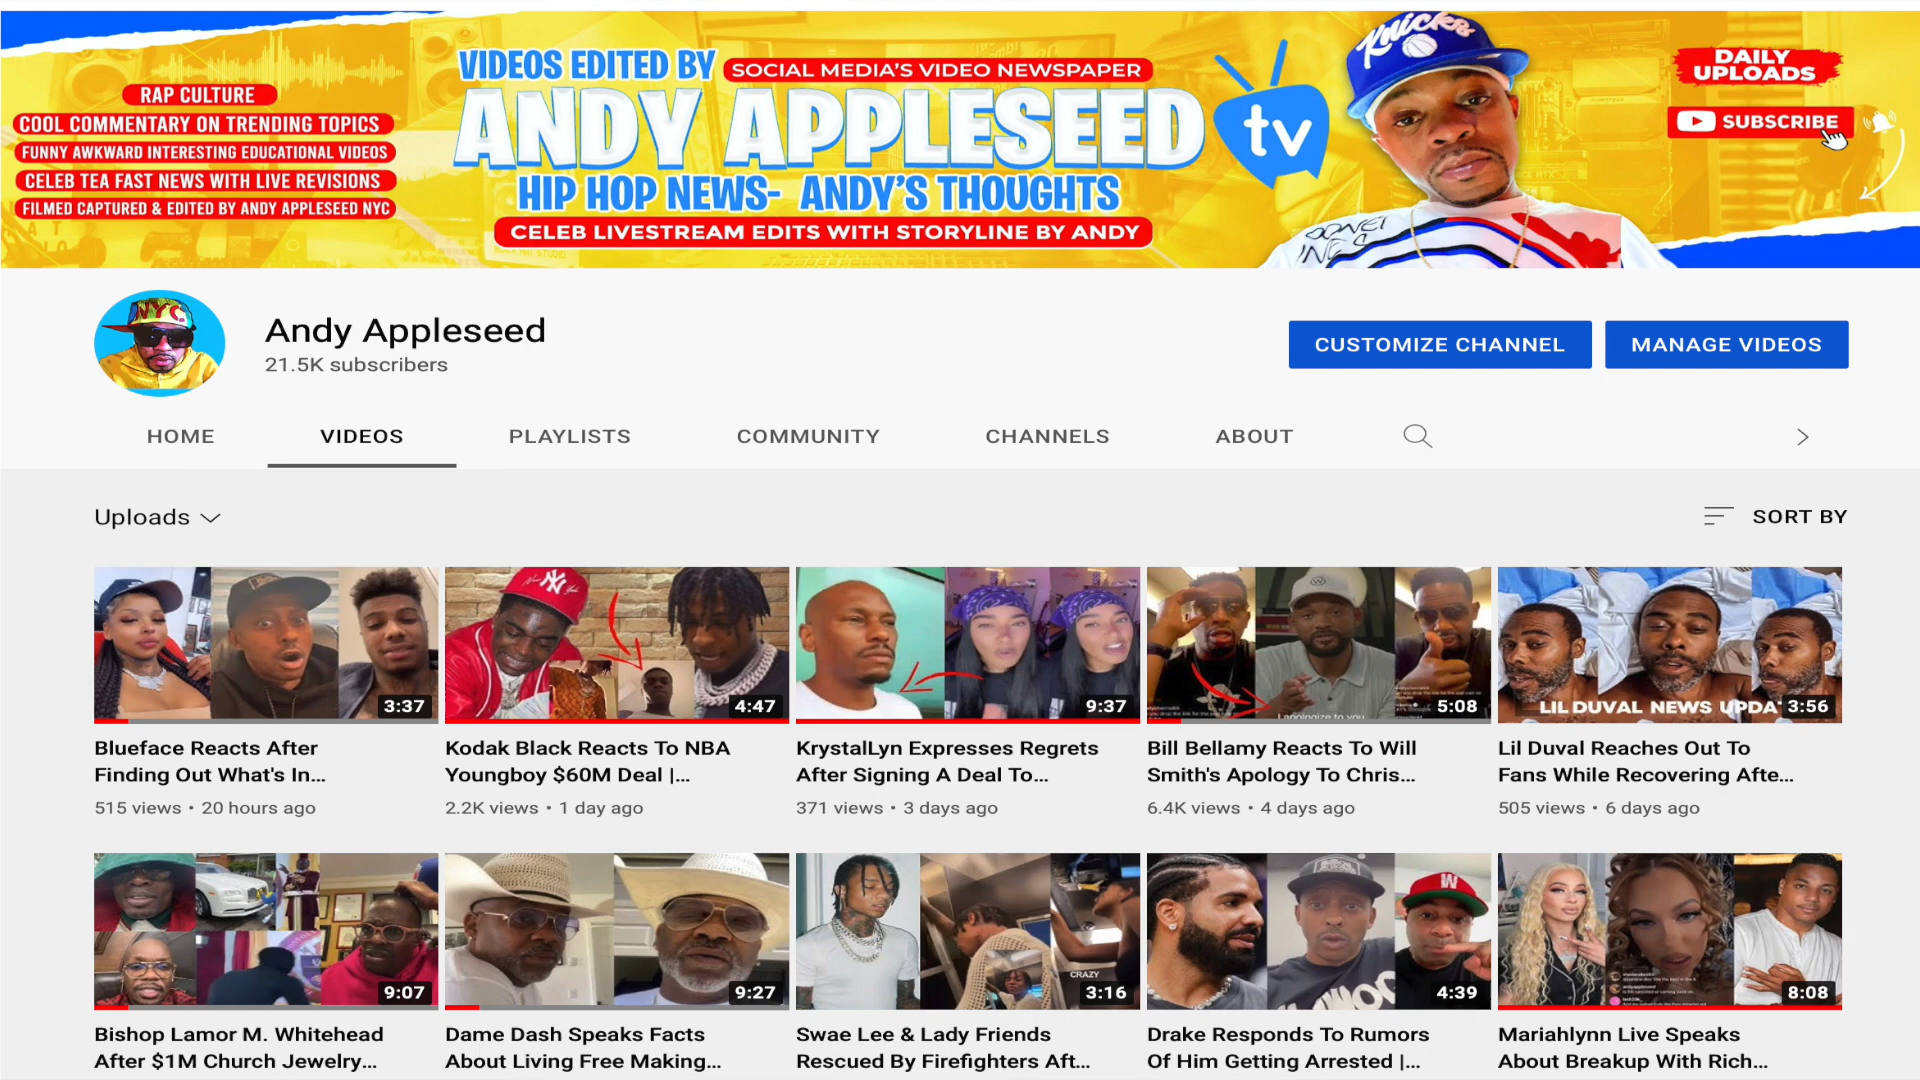 RAP CULTURE
COOL COMMENTARY ON TRENDING TOPICS
FUNNY AWKWARD INTERESTING EDUCATIONAL VIDEOS
CELEB TEA FAST NEWS WITH LIVE REVISIONS
FILMED CAPTURED & EDITED BY ANDY APPLESEED NYC
VIDEOS EDITED BY
SOCIAL MEDIA'S VIDEO NEWSPAPER
ANDY APPLESEED
tv
HIP HOP NEWS- ANDY'S THOUGHTS
CELEB LIVESTREAM EDITS WITH STORYLINE BY ANDY
Knicks
DAILY
UPLOADS
SUBSCRIBE
NYC
Andy Appleseed
21.5K subscribers
CUSTOMIZE CHANNEL
MANAGE VIDEOS
HOME
VIDEOS
PLAYLISTS
COMMUNITY
CHANNELS
ABOUT
Uploads
SORT BY
3:37
4:47
9:37
I apologize to you
5:08
LIL DUVAL NEWS UPDA
3:56
Blueface Reacts After
Finding Out What's In...
515 views • 20 hours ago
Kodak Black Reacts To NBA
Youngboy $60M Deal |...
2.2K views • 1 day ago
KrystalLyn Expresses Regrets
After Signing A Deal To...
371 views • 3 days ago
Bill Bellamy Reacts To Will
Smith's Apology To Chris...
6.4K views • 4 days ago
Lil Duval Reaches Out To
Fans While Recovering Afte...
505 views • 6 days ago
9:07
9:27
CRAZY
3:16
4:39
8:08
Bishop Lamor M. Whitehead
After $1M Church Jewelry...
Dame Dash Speaks Facts
About Living Free Making...
Swae Lee & Lady Friends
Rescued By Firefighters Aft...
Drake Responds To Rumors
Of Him Getting Arrested |...
Mariahlynn Live Speaks
About Breakup With Rich...